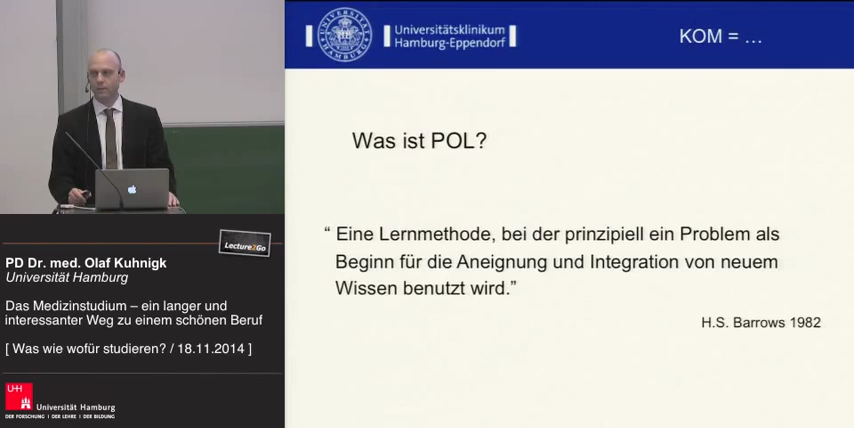 UNIVERSITÄT HAMBURG
Universitätsklinikum
Hamburg-Eppendorf
KOM = …
Was ist POL?
“ Eine Lernmethode, bei der prinzipiell ein Problem als
Beginn für die Aneignung und Integration von neuem
Wissen benutzt wird.”
H.S. Barrows 1982
Lecture2Go
PD Dr. med. Olaf Kuhnigk
Universität Hamburg
Das Medizinstudium – ein langer und
interessanter Weg zu einem schönen Beruf
[ Was wie wofür studieren? / 18.11.2014 ]
UH
Universität Hamburg
DER FORSCHUNG | DER LEHRE | DER BILDUNG